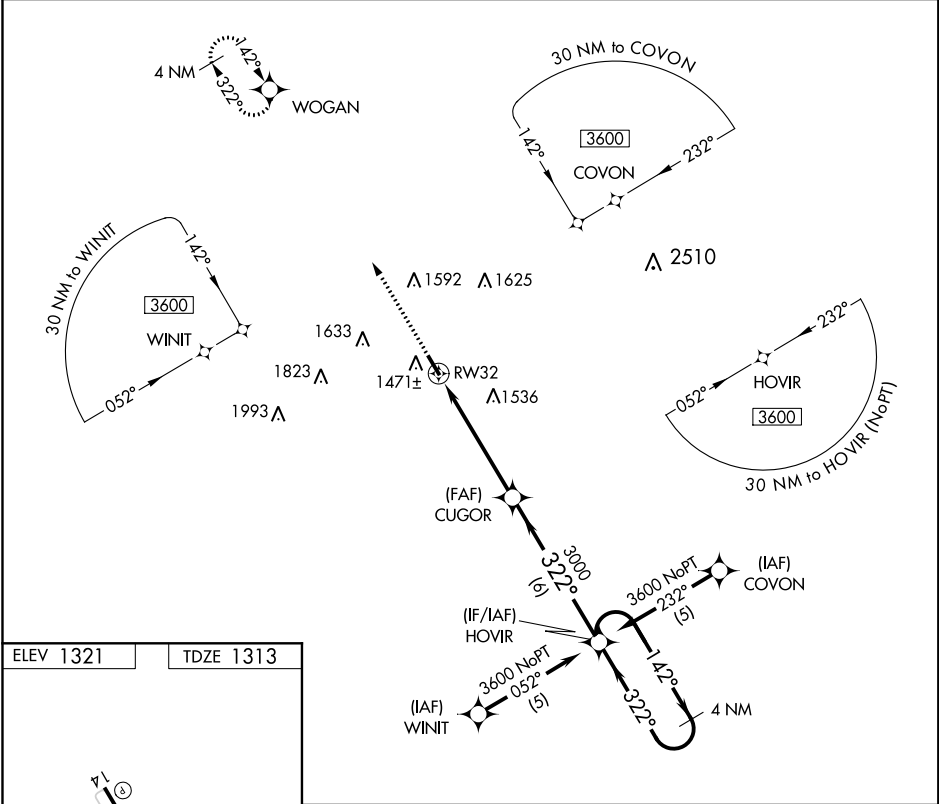 142°
4 NM
322°
WOGAN
30 NM to COVON
3600
COVON
142°
232°
30 NM to WINIT
142°
3600
WINIT
052°
2510
1592
1625
1633
1823
1993
1471±
RW32
1536
232°
HOVIR
052°
3600
30 NM to HOVIR (NoPT)
(FAF)
CUGOR
3000
322°
(6)
3600 NoPT
232°
(5)
(IAF)
COVON
(IF/IAF)
HOVIR
3600 NoPT
052°
(5)
(IAF)
WINIT
142°
322°
4 NM
ELEV 1321
TDZE 1313
14
P